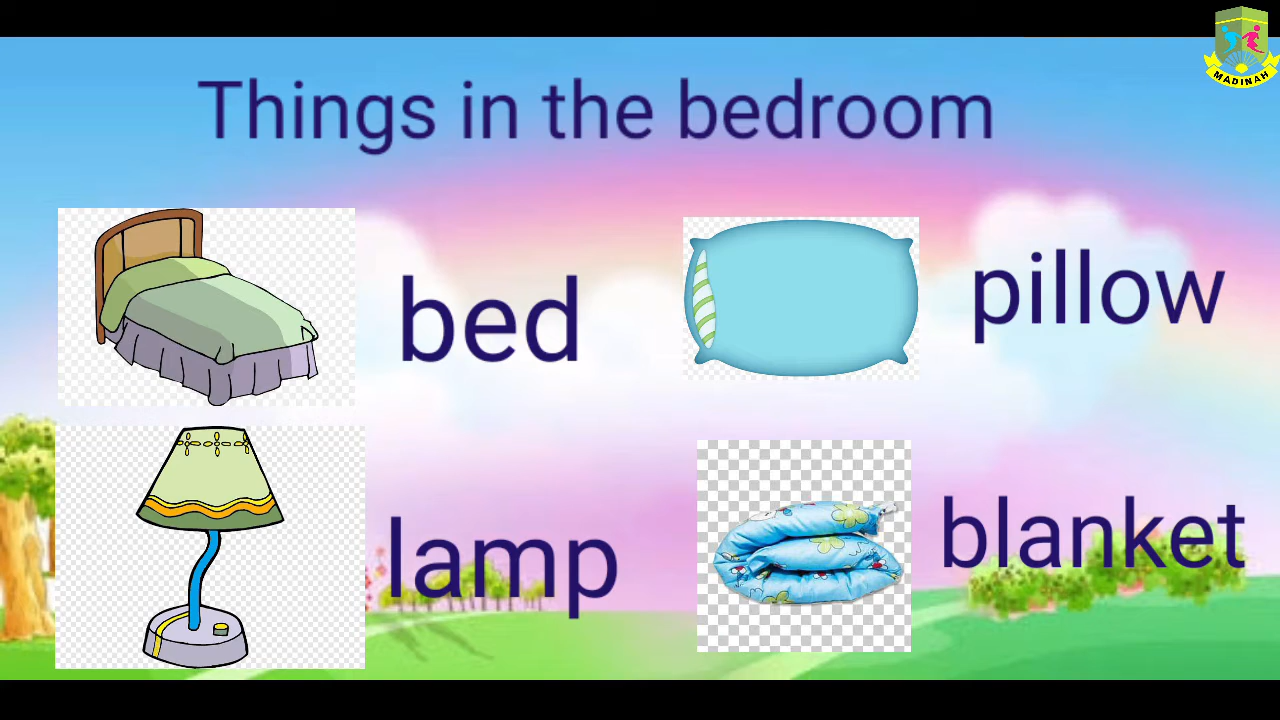 MADINAH
Things in the bedroom
bed
pillow
lamp
blanket